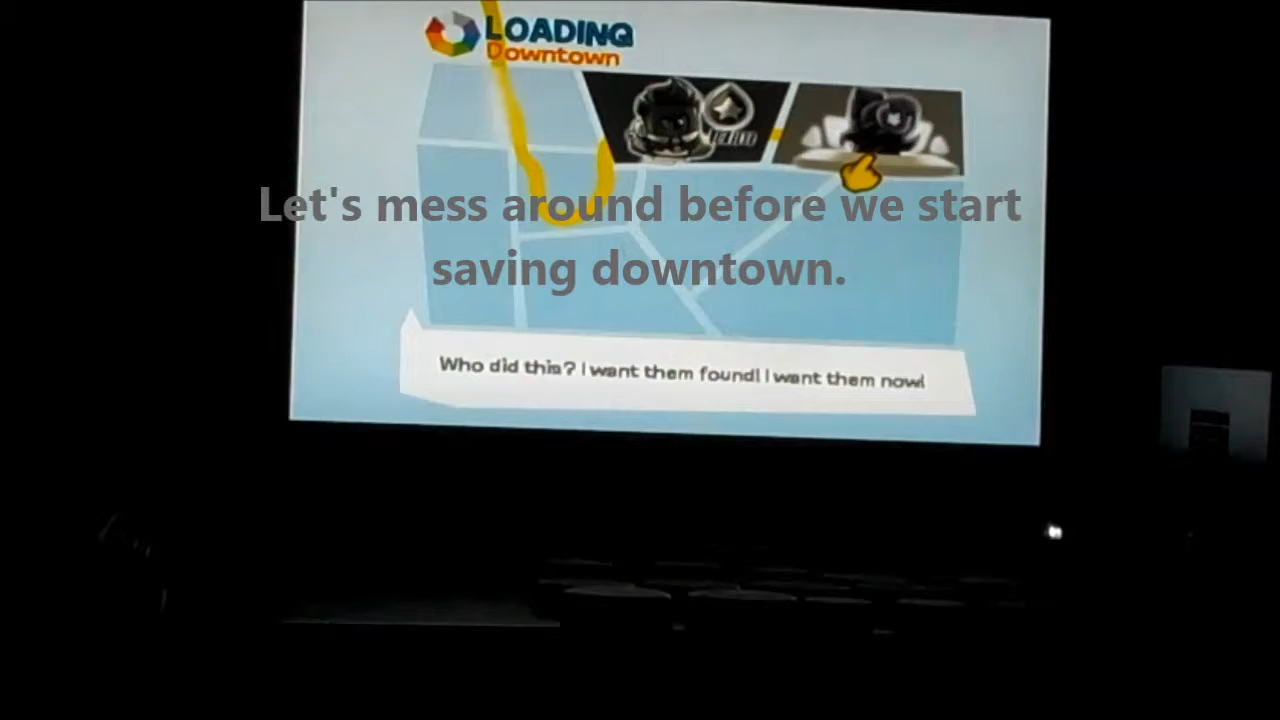 LOADING
Downtown
Let's mess around before we start
saving downtown.
Who did this? I want them found! I want them now!